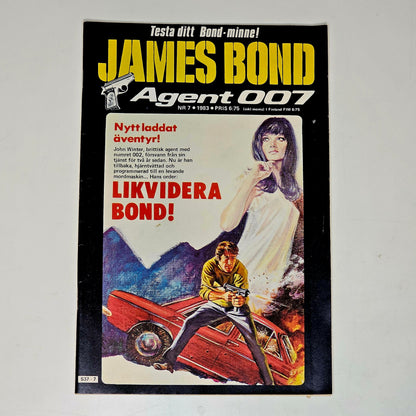 Testa ditt Bond-minne!
JAMES BOND
Agent 007
NR 7 • 1983 • PRIS 6:75 Inkl moms: I Finland FIM 6:75
Nytt laddat
äventyr!
John Winter, brittisk agent med
numret 002, försvann från sin
tjänst för två år sedan. Nu är han
tillbaka, hjärntvättad och
programmerad till en levande
mordmaskin... Hans order:
LIKVIDERA
BOND!
537 - 7